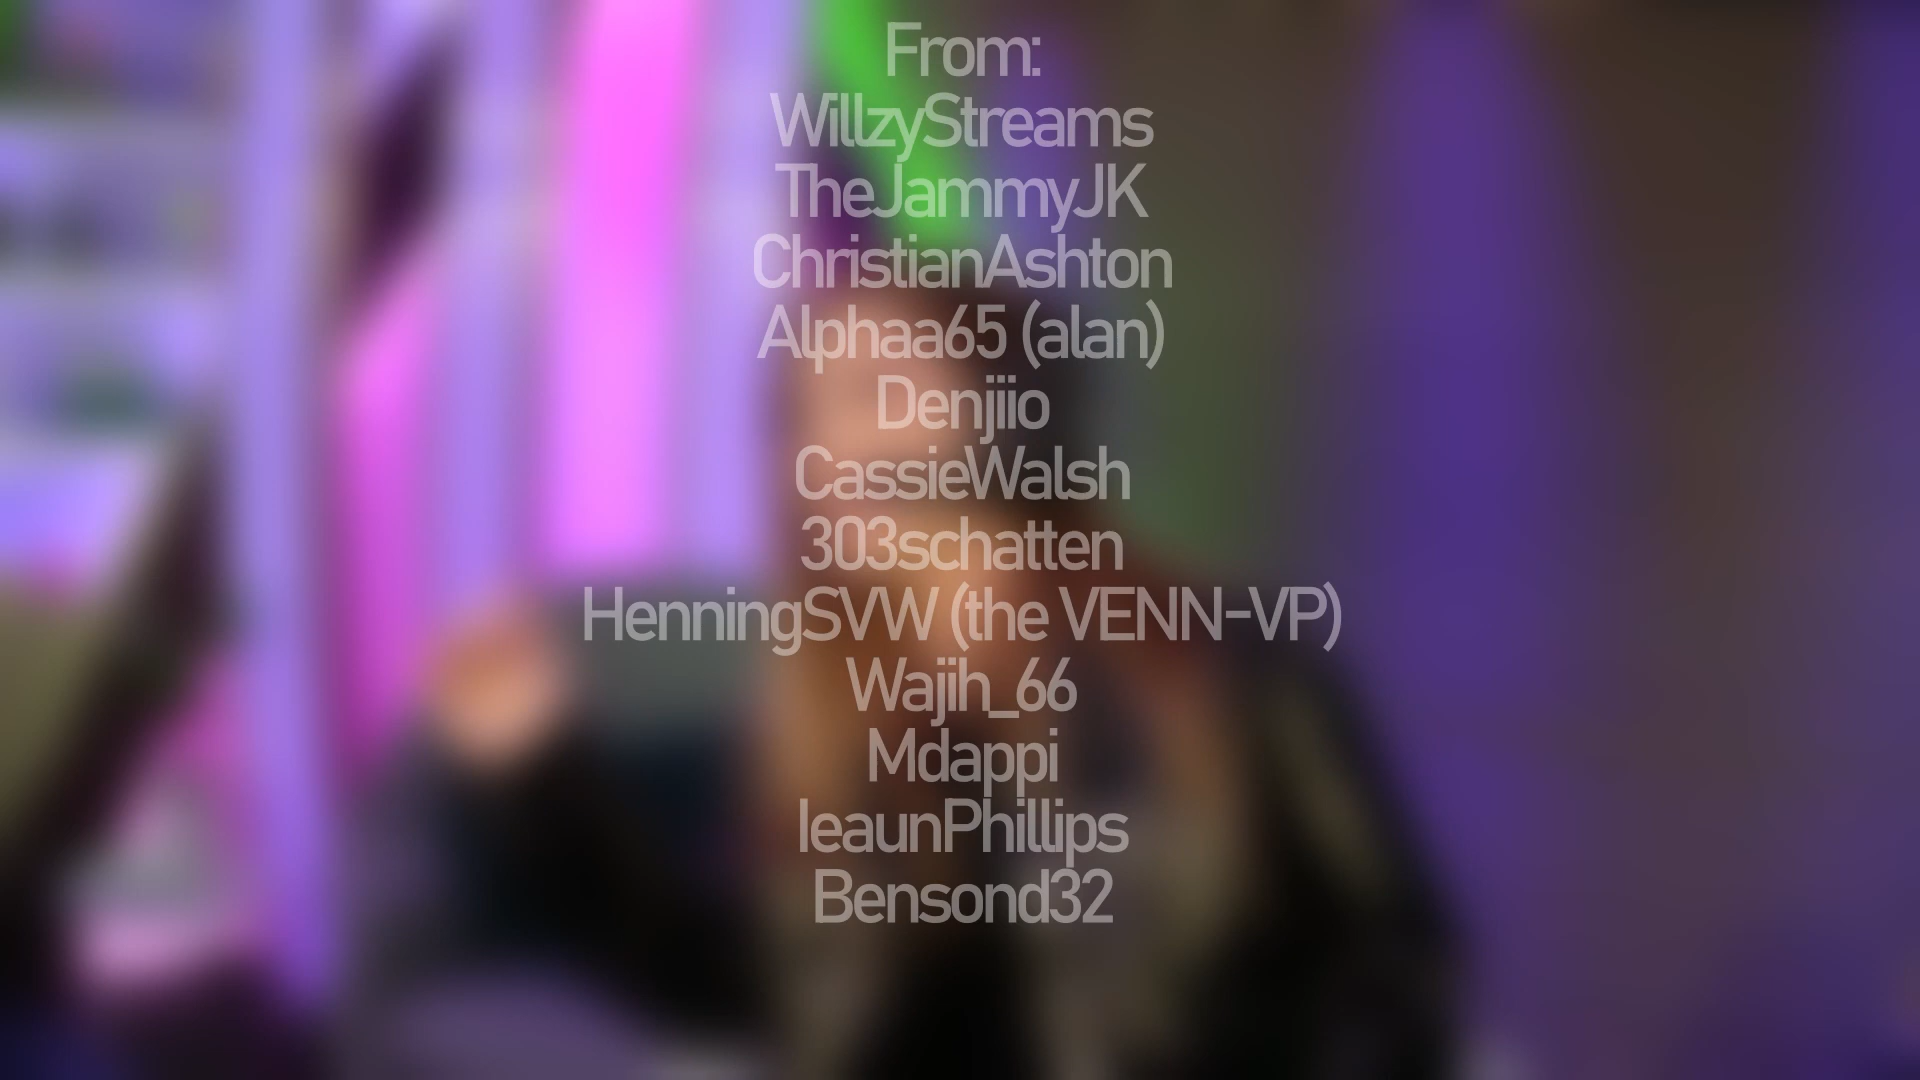 From:
WillzyStreams
TheJammyJK
ChristianAshton
Alphaa65 (alan)
Denjiio
CassieWalsh
303schatten
HenningSVW (the VENN-VP)
Wajih_66
Mdappi
IeaunPhillips
Bensond32